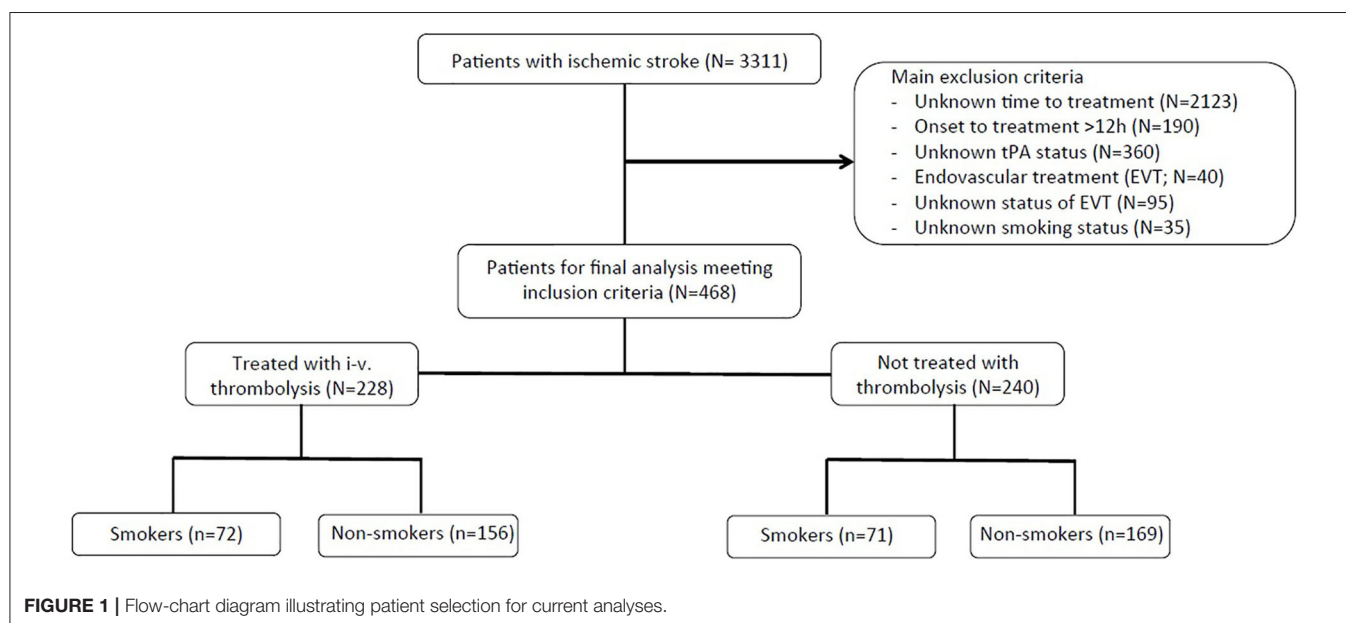 Patients with ischemic stroke (N= 3311)
Main exclusion criteria
- Unknown time to treatment (N=2123)
- Onset to treatment >12h (N=190)
- Unknown tPA status (N=360)
- Endovascular treatment (EVT; N=40)
- Unknown status of EVT (N=95)
- Unknown smoking status (N=35)
Patients for final analysis meeting
inclusion criteria (N=468)
Treated with i-v.
thrombolysis (N=228)
Not treated with
thrombolysis (N=240)
Smokers (n=72)
Non-smokers (n=156)
Smokers (n=71)
Non-smokers (n=169)
FIGURE 1 | Flow-chart diagram illustrating patient selection for current analyses.